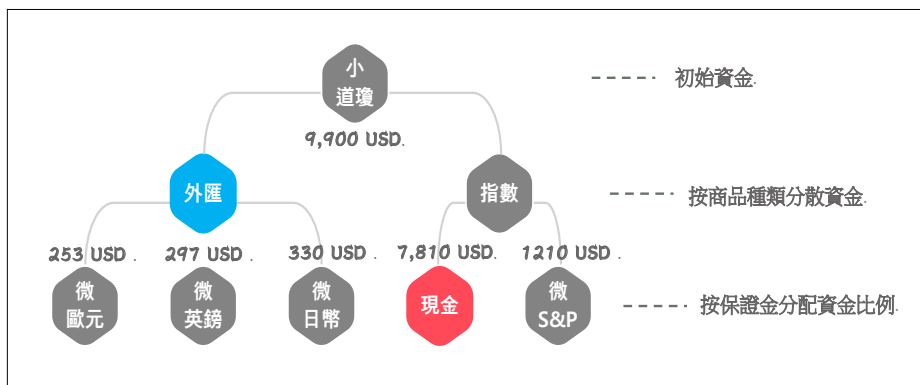 小
道瓊
初始資金.
9,900 USD.
外匯
指數
按商品種類分散資金.
253 USD .
297 USD .
330 USD .
7,810 USD.
1210 USD .
微
歐元
微
英鎊
微
日幣
現金
微
S&P
按保證金分配資金比例.